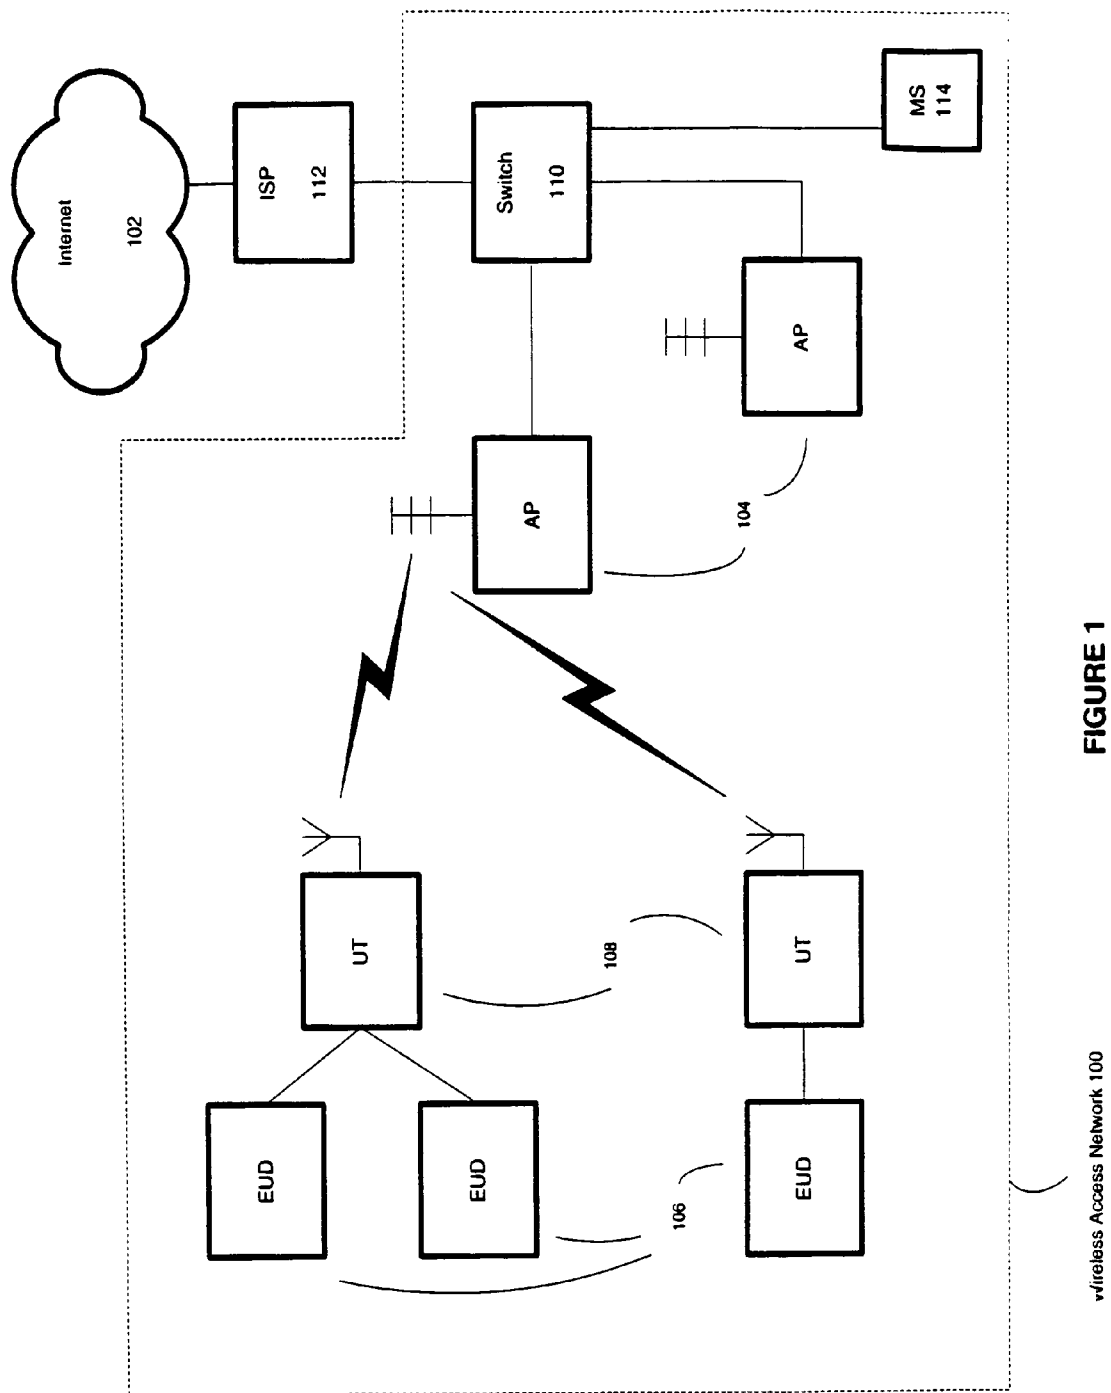 Internet
102
EUD
ISP
112
UT
EUD
AP
Switch
110
108
106
104
EUD
UT
AP
MS
114
Wireless Access Network 100
FIGURE 1